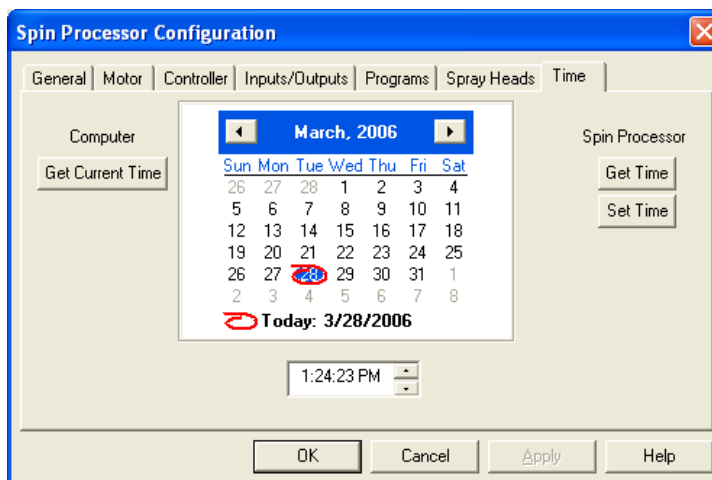 Spin Processor Configuration
General Motor Controller Inputs/Outputs Programs Spray Heads Time
Computer
Get Current Time
March, 2006
Sun Mon Tue Wed Thu Fri Sat
26 27 28 1 2 3 4
5 6 7 8 9 10 11
12 13 14 15 16 17 18
19 20 21 22 23 24 25
26 27 28 29 30 31 1
2 3 4 5 6 7 8
Today: 3/28/2006
1:24:23 PM
Spin Processor
Get Time
Set Time
OK Cancel Apply Help